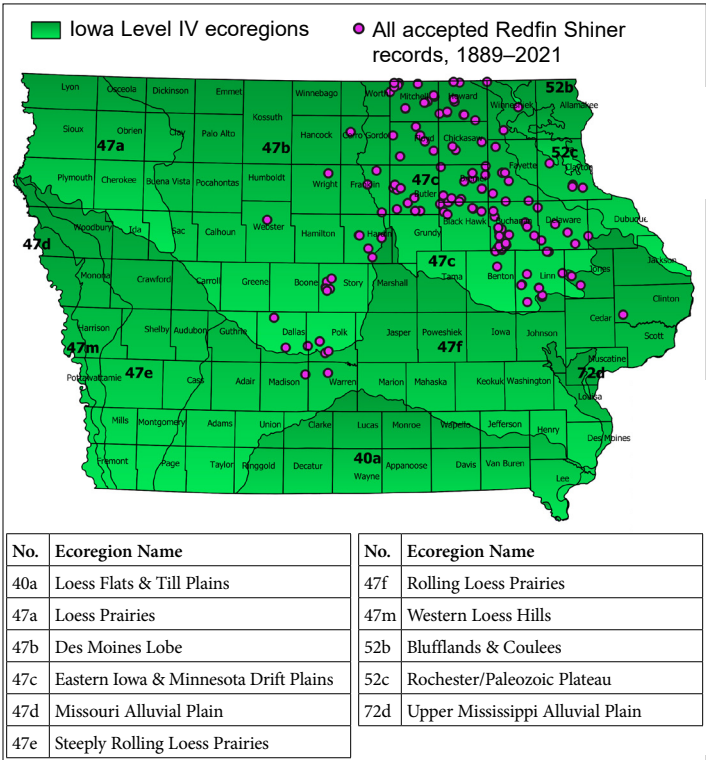 Iowa Level IV ecoregions
All accepted Redfin Shiner
records, 1889–2021
Lyon Osceola Dickinson Emmet Winnebago Worth Mitchell Howard Winneshiek 52b Allamakee
Kossuth
Sioux Obrien Clay Palo Alto Hancock Cerro Gordo Floyd Chickasaw
47a 47b 52c
Plymouth Cherokee Buena Vista Pocahontas Humboldt Wright Franklin Butler 47c Bremer Fayette Clayton
Woodbury Ida Sac Calhoun Webster Hamilton Hardin Grundy Black Hawk Buchanan Delaware Dubuque
47d 47c Jackson
Monona Crawford Carroll Greene Boone Story Marshall Tama Benton Linn Jones
Clinton
Harrison Shelby Audubon Guthrie Dallas Polk Jasper Poweshiek Iowa Johnson Cedar Scott
47m 47f Muscatine
Pottawattamie 47e Cass Adair Madison Warren Marion Mahaska Keokuk Washington 72d
Louisa
Mills Montgomery Adams Union Clarke Lucas Monroe Wapello Jefferson Henry Des Moines
Fremont Page Taylor Ringgold Decatur 40a Wayne Appanoose Davis Van Buren
Lee
No. Ecoregion Name
40a Loess Flats & Till Plains
47a Loess Prairies
47b Des Moines Lobe
47c Eastern Iowa & Minnesota Drift Plains
47d Missouri Alluvial Plain
47e Steeply Rolling Loess Prairies
No. Ecoregion Name
47f Rolling Loess Prairies
47m Western Loess Hills
52b Blufflands & Coulees
52c Rochester/Paleozoic Plateau
72d Upper Mississippi Alluvial Plain